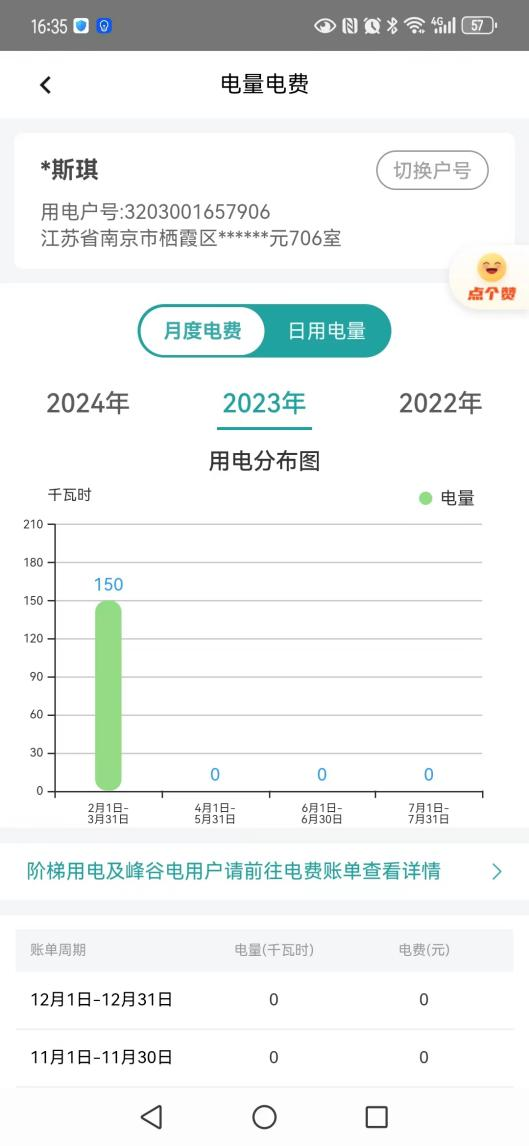 16:35
4G
57
电量电费
*斯琪
切换户号
用电户号:3203001657906
江苏省南京市栖霞区******元706室
点个赞
月度电费
日用电量
2024年
2023年
2022年
用电分布图
千瓦时
电量
210
180
150
120
90
60
30
0
150
0
0
0
2月1日-
3月31日
4月1日-
5月31日
6月1日-
6月30日
7月1日-
7月31日
阶梯用电及峰谷电用户请前往电费账单查看详情
账单周期 电量(千瓦时) 电费(元)
12月1日-12月31日 0 0
11月1日-11月30日 0 0